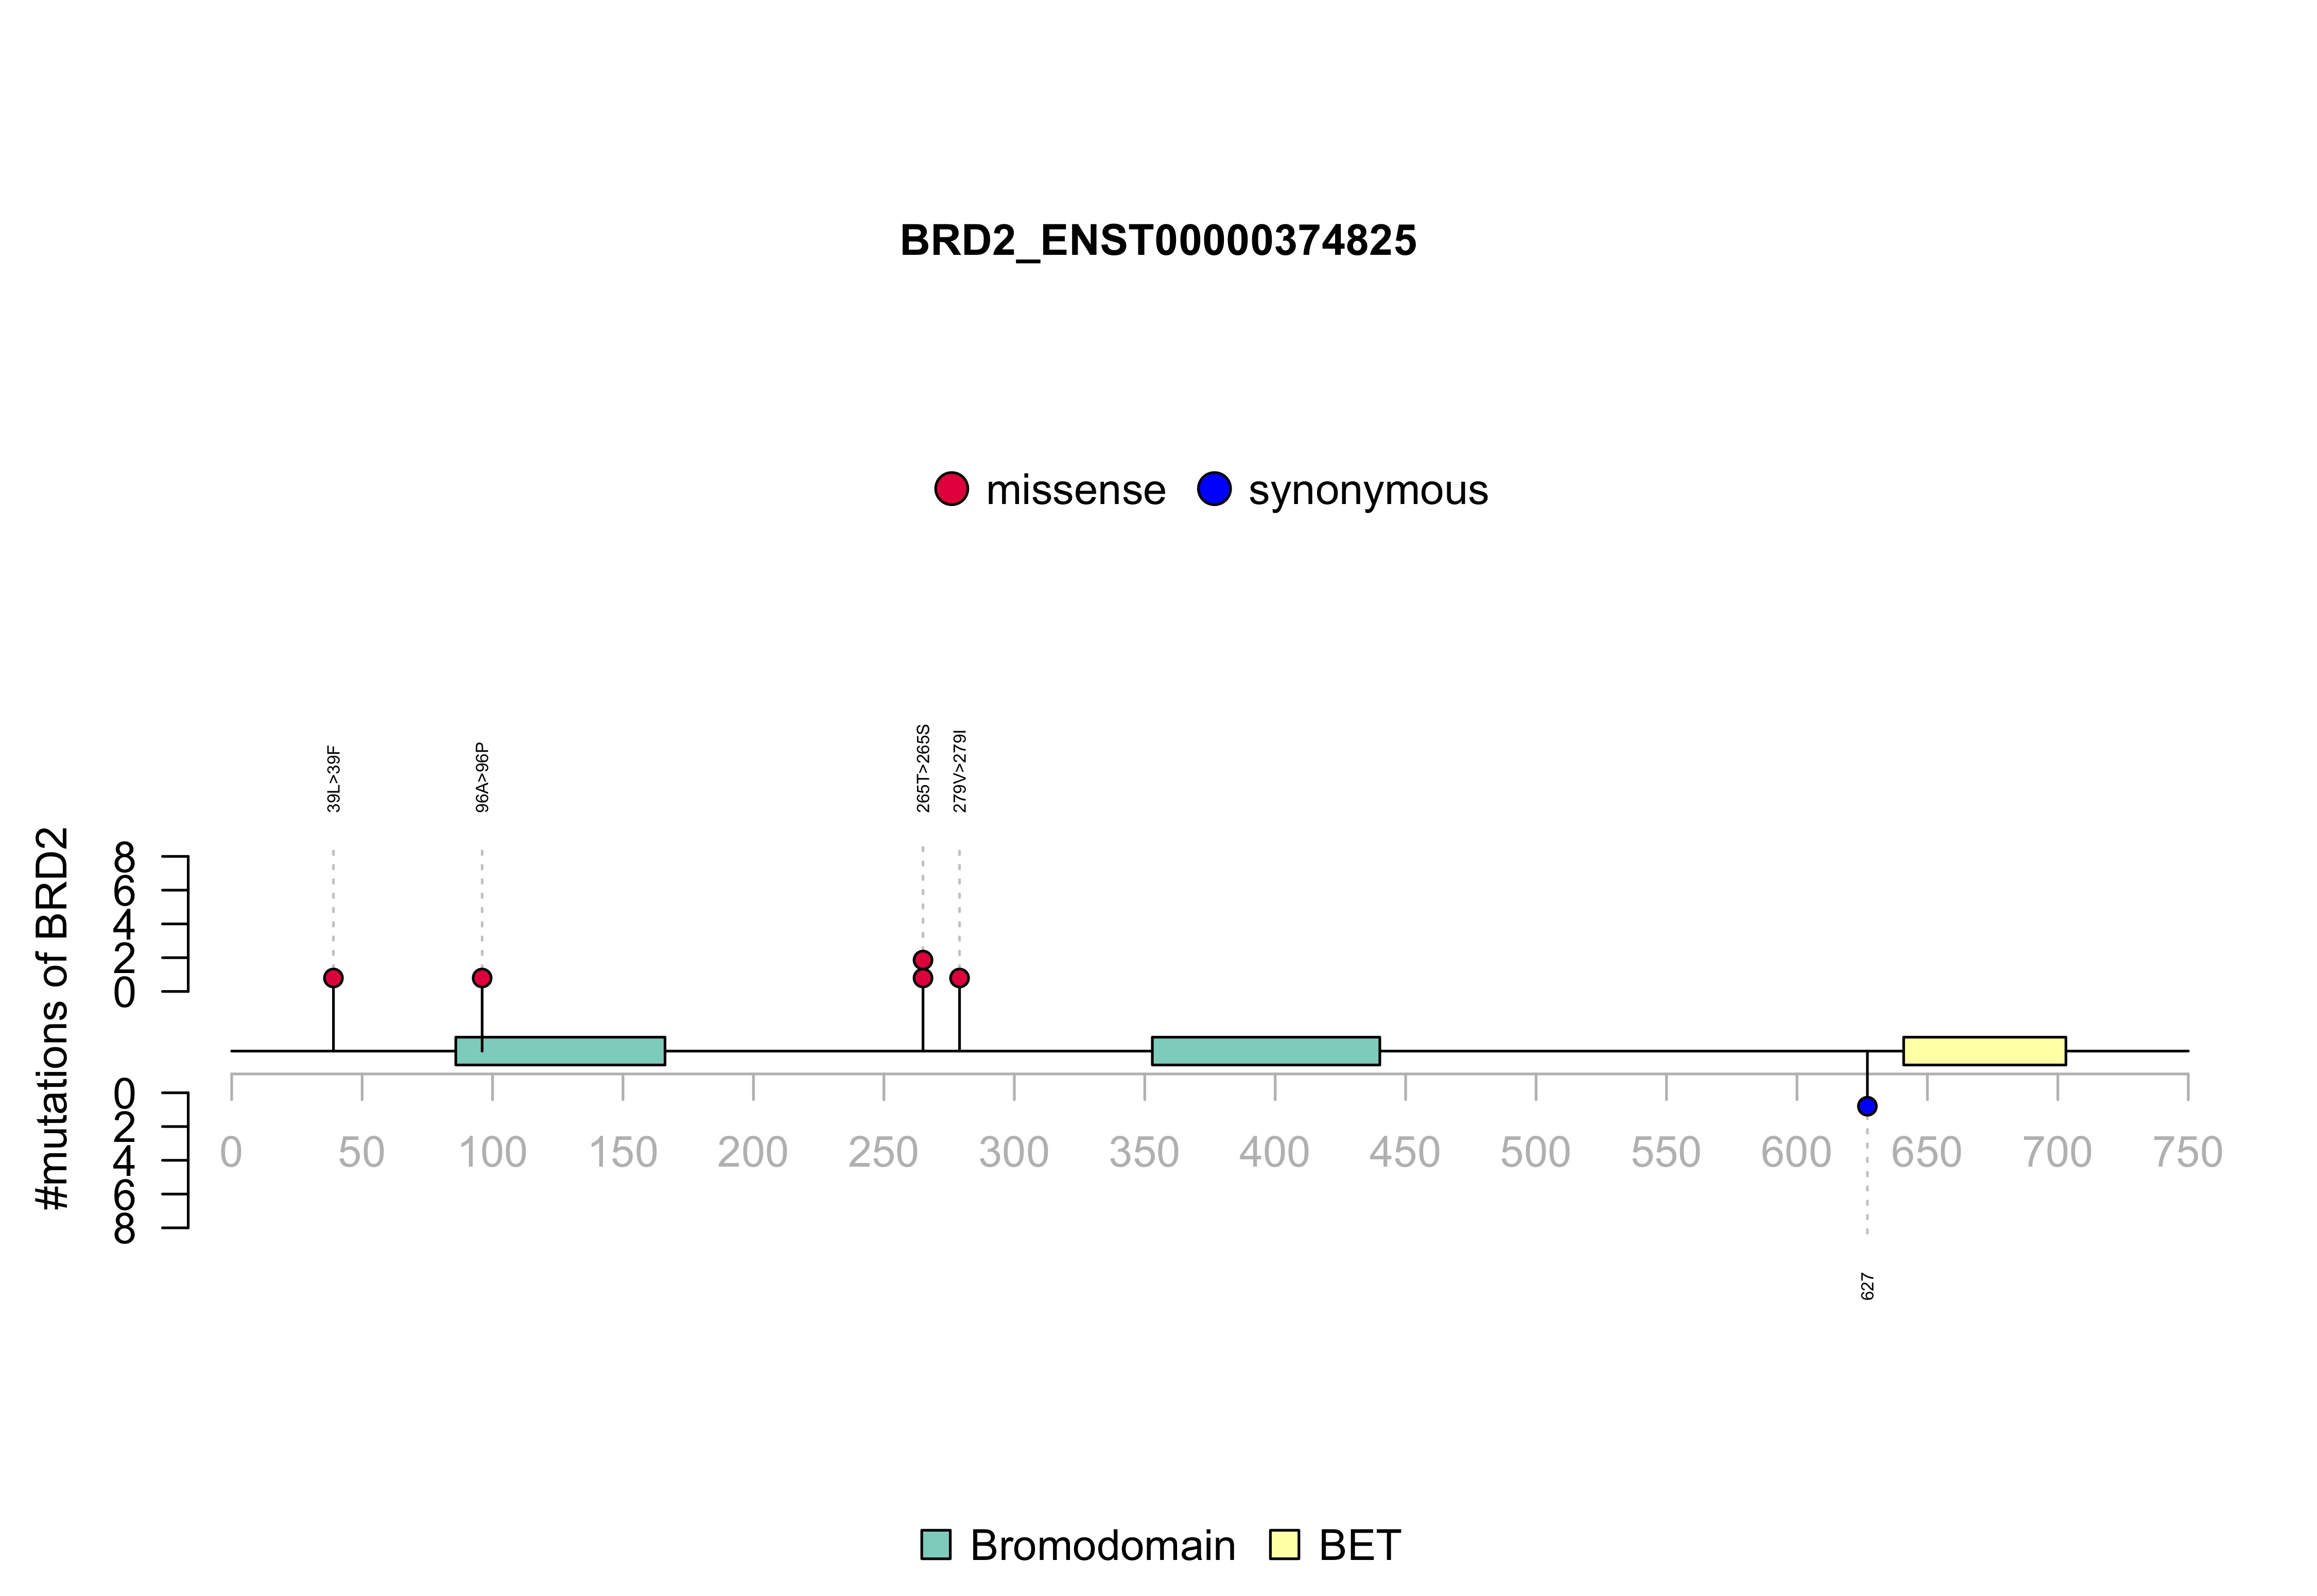 BRD2_ENST00000374825
missense synonymous
39L>39F
96A>96P
265T>265S
279V>279I
#mutations of BRD2
8
6
4
2
0
0
2
4
6
8
0 50 100 150 200 250 300 350 400 450 500 550 600 650 700 750
627
Bromodomain BET